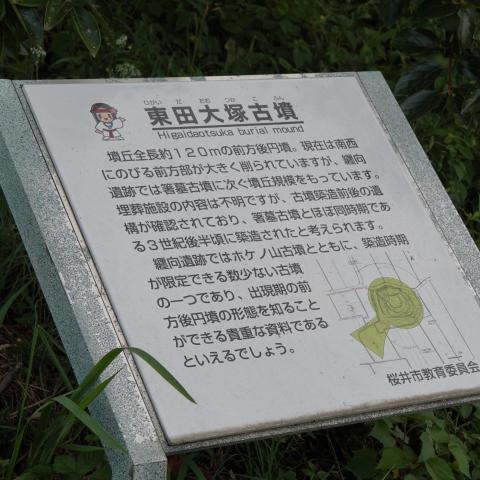 ひがい だ おお つか こ ふん
東田大塚古墳
Higaidaotsuka burial mound
墳丘全長約120mの前方後円墳。現在は南西
にのびる前方部が大きく削られていますが、纏向
遺跡では箸墓古墳に次ぐ墳丘規模をもっています。
埋葬施設の内容は不明ですが、古墳築造前後の遺
構が確認されており、箸墓古墳とほぼ同時期であ
る3世紀後半頃に築造されたと考えられます。
纏向遺跡ではホケノ山古墳とともに、築造時期
が限定できる数少ない古墳
の一つであり、出現期の前
方後円墳の形態を知ること
ができる貴重な資料である
といえるでしょう。
桜井市教育委員会